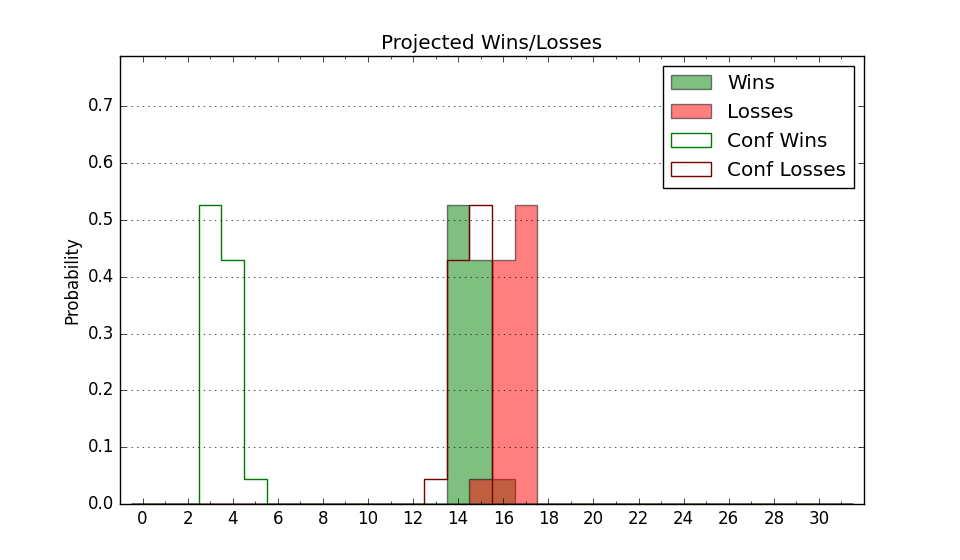 Projected Wins/Losses
Wins
Losses
Conf Wins
Conf Losses
Probability
0.7
0.6
0.5
0.4
0.3
0.2
0.1
0.0
0 2 4 6 8 10 12 14 16 18 20 22 24 26 28 30